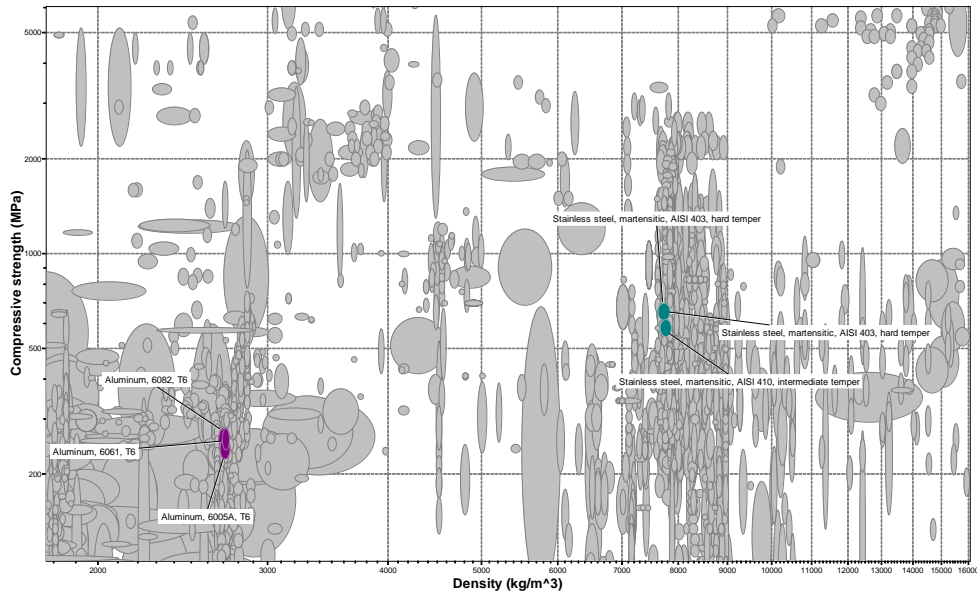 5000
2000
1000
500
200
Compressive strength (MPa)
Stainless steel, martensitic, AISI 403, hard temper
Stainless steel, martensitic, AISI 403, hard temper
Stainless steel, martensitic, AISI 410, intermediate temper
Aluminum, 6082, T6
Aluminum, 6061, T6
Aluminum, 6005A, T6
2000 3000 4000 5000 6000 7000 8000 9000 10000 11000 12000 13000 14000 15000 16000
Density (kg/m^3)